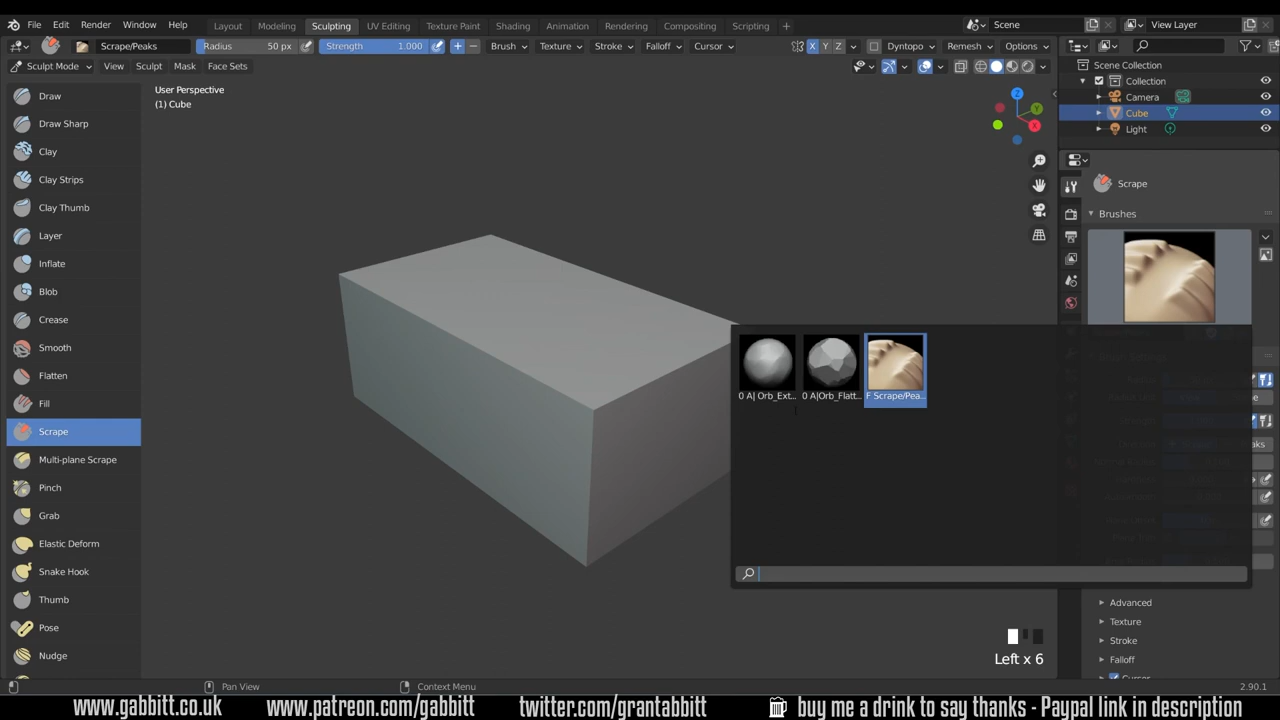 File Edit Render Window Help Layout Modeling Sculpting UV Editing Texture Paint Shading Animation Rendering Compositing Scripting + Scene View Layer
Scrape/Peaks Radius 50 px Strength 1.000 + − Brush Texture Stroke Falloff Cursor X Y Z Dyntopo Remesh Options
Sculpt Mode View Sculpt Mask Face Sets
Scene Collection
Collection
Camera
Cube
Light
User Perspective
(1) Cube
Z
Y
X
Draw
Draw Sharp
Clay
Clay Strips
Clay Thumb
Layer
Inflate
Blob
Crease
Smooth
Flatten
Fill
Scrape
Multi-plane Scrape
Pinch
Grab
Elastic Deform
Snake Hook
Thumb
Pose
Nudge
Scrape
Brushes
0 A| Orb_Ext... 0 A|Orb_Flatt... F Scrape/Pea...
Advanced
Texture
Stroke
Falloff
Left x 6
Pan View Context Menu 2.90.1
www.gabbitt.co.uk www.patreon.com/gabbitt twitter.com/grantabbitt buy me a drink to say thanks - Paypal link in description